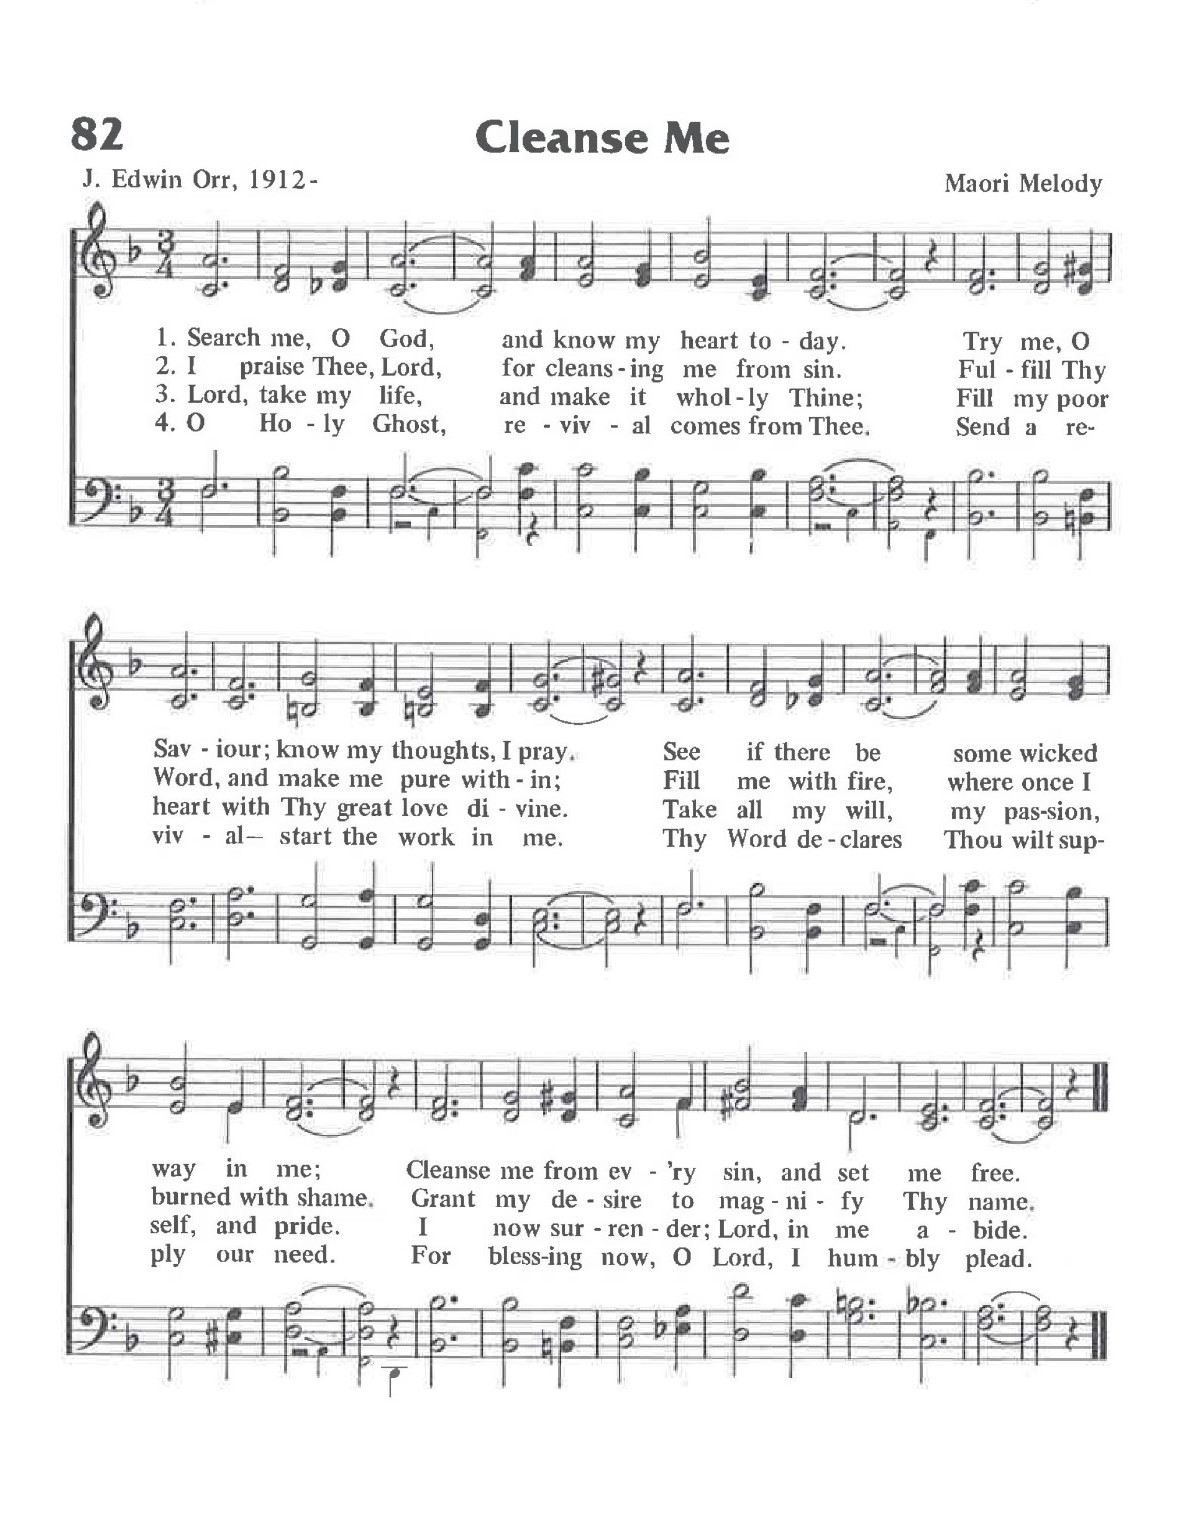 82
Cleanse Me
J. Edwin Orr, 1912-
Maori Melody
1. Search me, O God, and know my heart to - day. Try me, O
2. I praise Thee, Lord, for cleans - ing me from sin. Ful - fill Thy
3. Lord, take my life, and make it whol - ly Thine; Fill my poor
4. O Ho - ly Ghost, re - viv - al comes from Thee. Send a re-
Sav - iour; know my thoughts, I pray. See if there be some wicked
Word, and make me pure with - in; Fill me with fire, where once I
heart with Thy great love di - vine. Take all my will, my pas-sion,
viv - al— start the work in me. Thy Word de - clares Thou wilt sup-
way in me; Cleanse me from ev - 'ry sin, and set me free.
burned with shame. Grant my de - sire to mag - ni - fy Thy name.
self, and pride. I now sur - ren - der; Lord, in me a - bide.
ply our need. For bless-ing now, O Lord, I hum - bly plead.